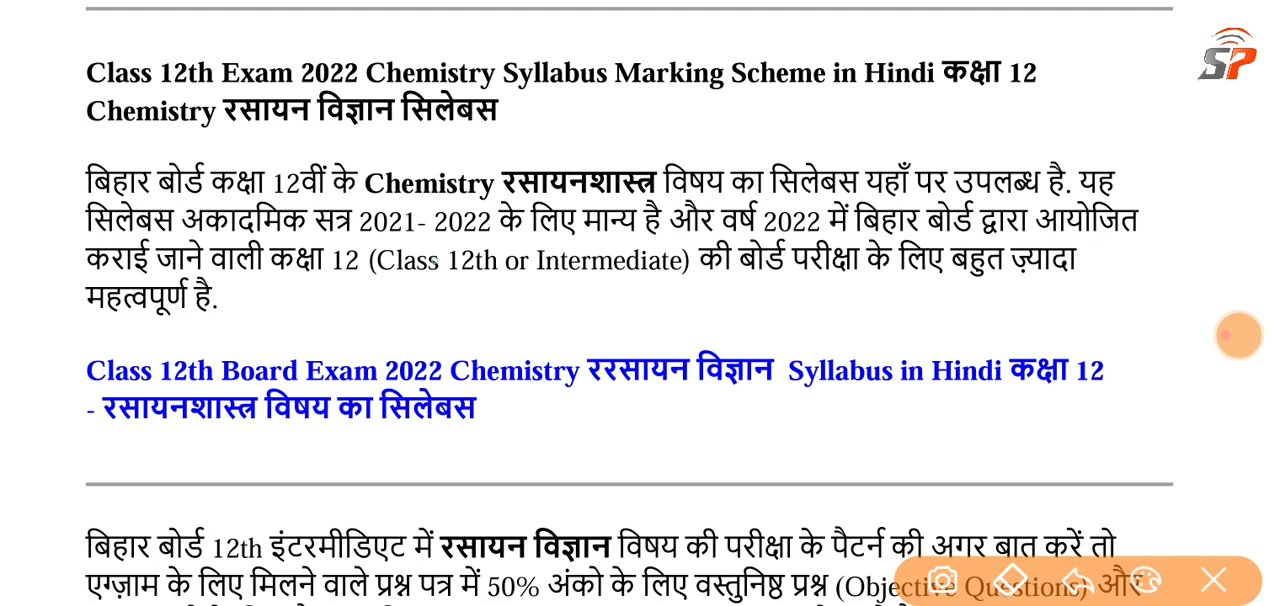 SP
Class 12th Exam 2022 Chemistry Syllabus Marking Scheme in Hindi कक्षा 12
Chemistry रसायन विज्ञान सिलेबस
बिहार बोर्ड कक्षा 12वीं के Chemistry रसायनशास्त्र विषय का सिलेबस यहाँ पर उपलब्ध है. यह
सिलेबस अकादमिक सत्र 2021- 2022 के लिए मान्य है और वर्ष 2022 में बिहार बोर्ड द्वारा आयोजित
कराई जाने वाली कक्षा 12 (Class 12th or Intermediate) की बोर्ड परीक्षा के लिए बहुत ज़्यादा
महत्वपूर्ण है.
Class 12th Board Exam 2022 Chemistry ररसायन विज्ञान Syllabus in Hindi कक्षा 12
- रसायनशास्त्र विषय का सिलेबस
बिहार बोर्ड 12th इंटरमीडिएट में रसायन विज्ञान विषय की परीक्षा के पैटर्न की अगर बात करें तो
एग्ज़ाम के लिए मिलने वाले प्रश्न पत्र में 50% अंको के लिए वस्तुनिष्ठ प्रश्न (Objective Questions) और